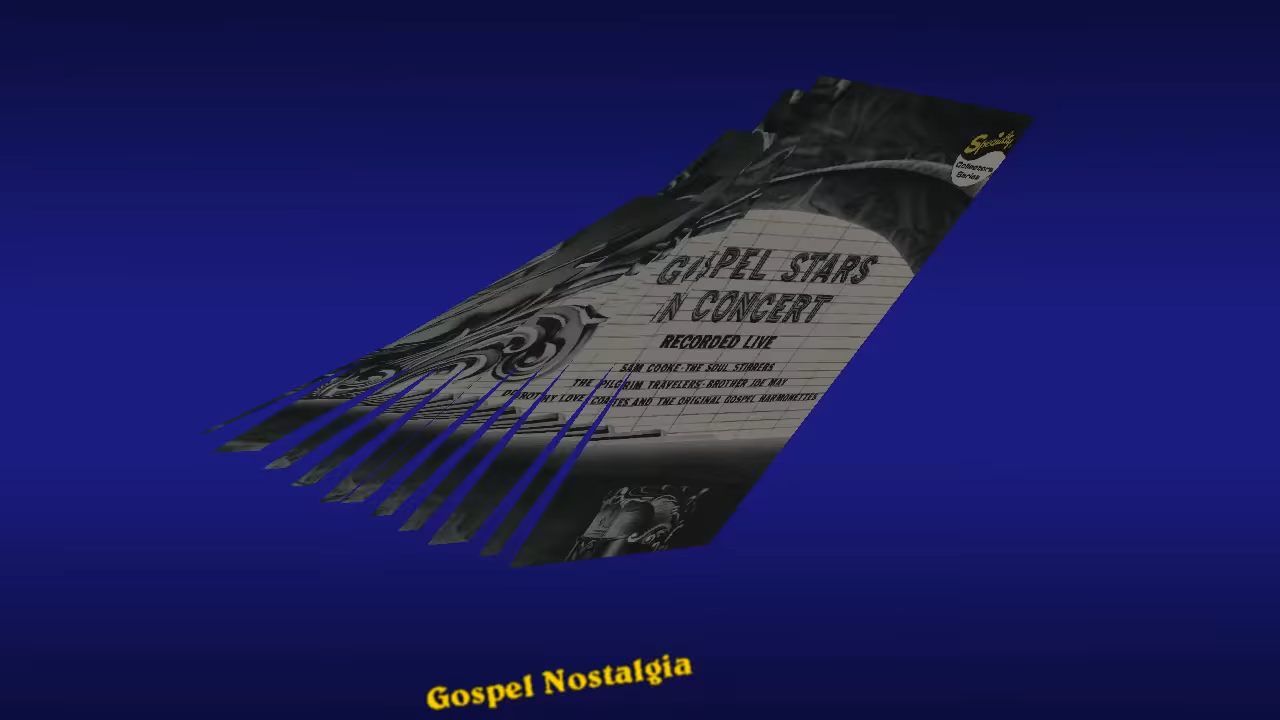 Specialty
Collectors
Series
GOSPEL STARS
IN CONCERT
RECORDED LIVE
SAM COOKE·THE SOUL STIRRERS
THE PILGRIM TRAVELERS·BROTHER JOE MAY
DOROTHY LOVE COATES AND THE ORIGINAL GOSPEL HARMONETTES
Gospel Nostalgia